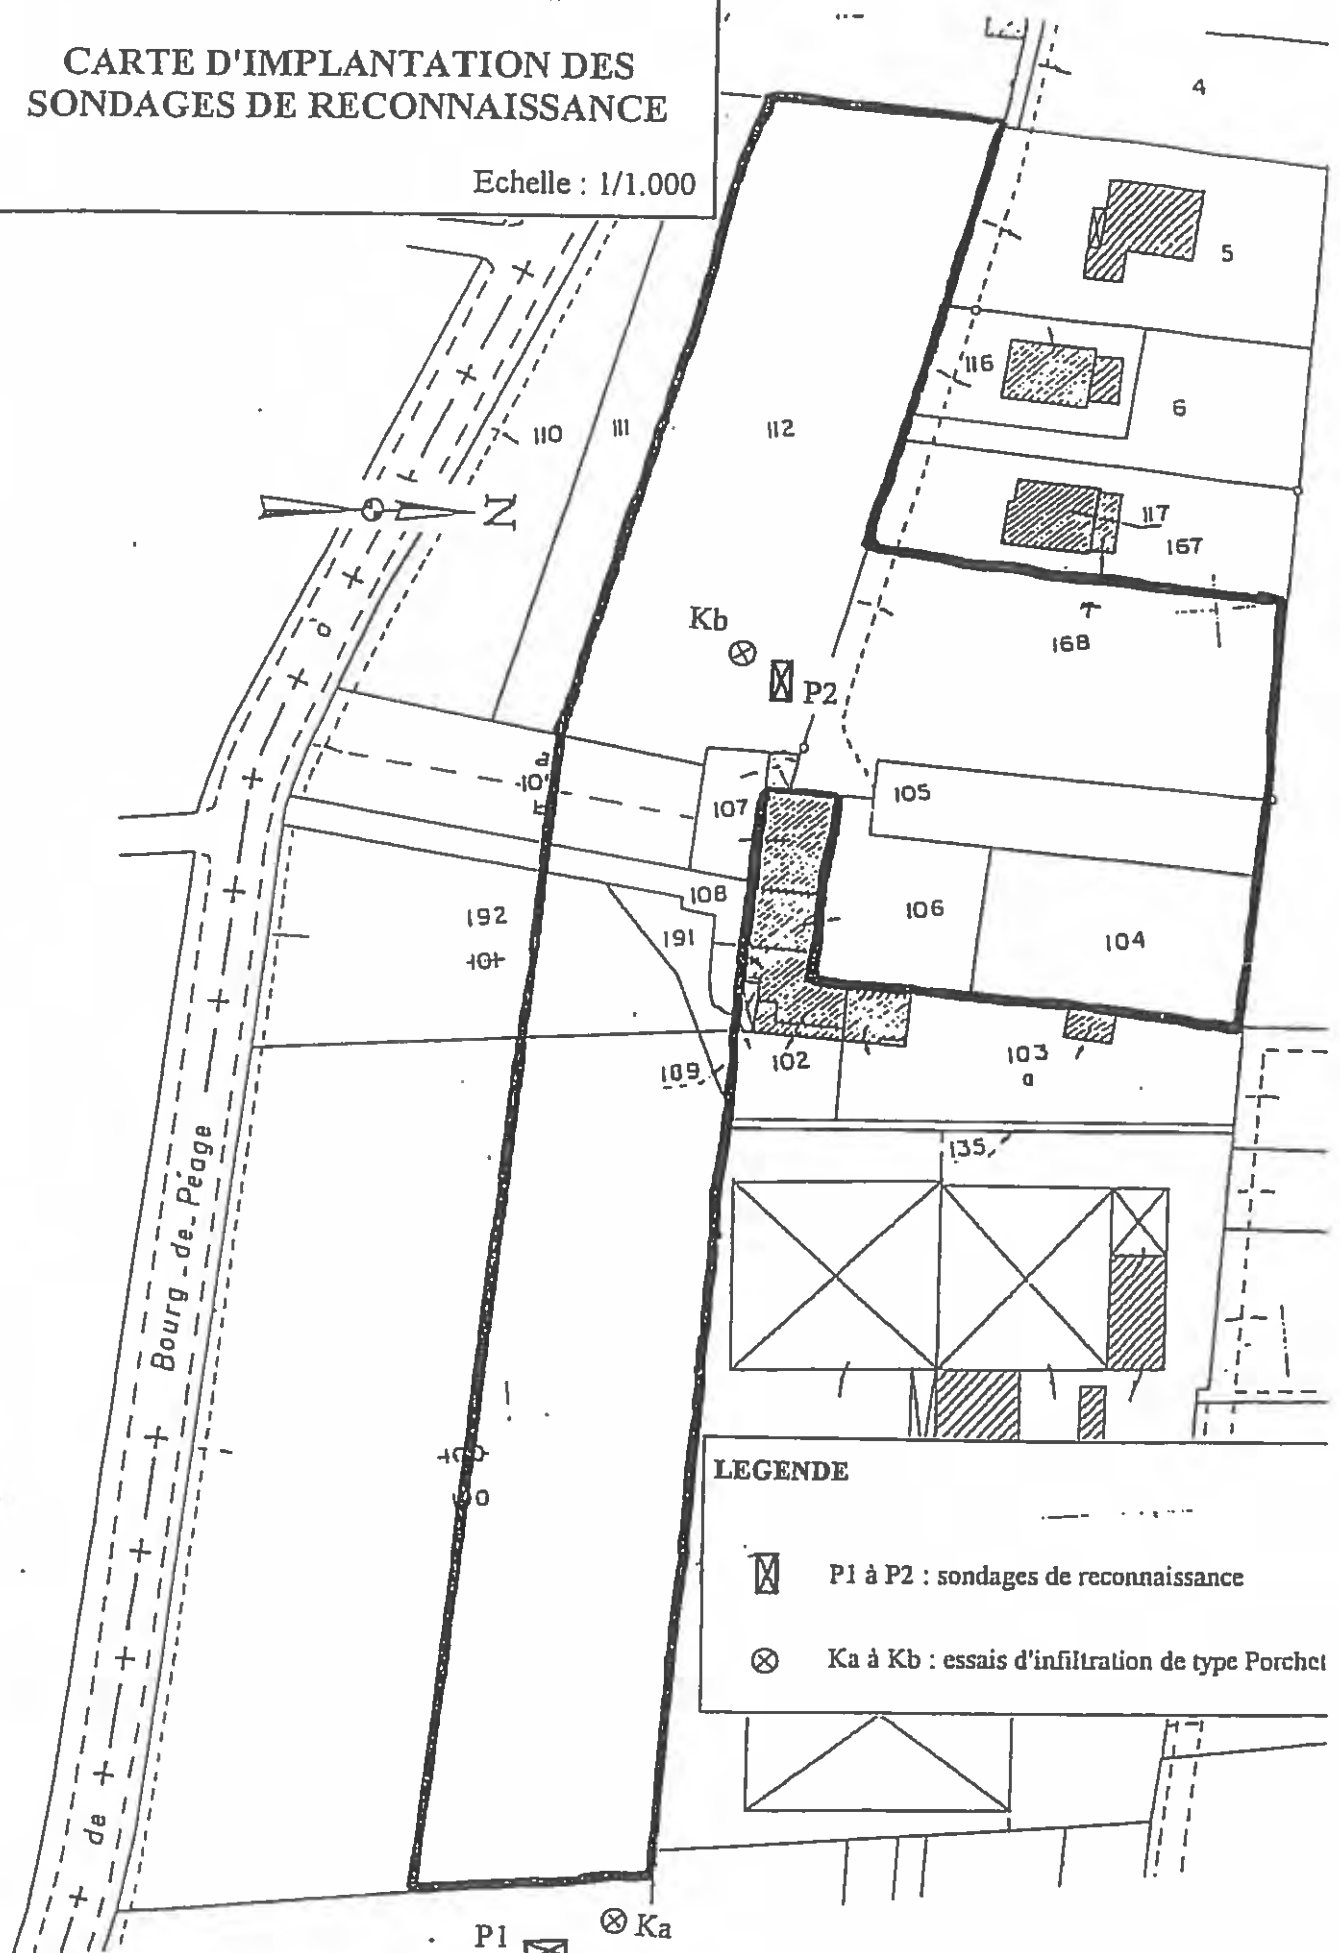 CARTE D'IMPLANTATION DES
SONDAGES DE RECONNAISSANCE
Echelle : 1/1.000
4
5
116
6
110
111
112
N
117
167
Kb
168
P2
105
107
108
106
192
191
104
101
102
103
a
109
135
Bourg-de-Péage
LEGENDE
P1 à P2 : sondages de reconnaissance
Ka à Kb : essais d'infiltration de type Porchet
de
Ka
P1